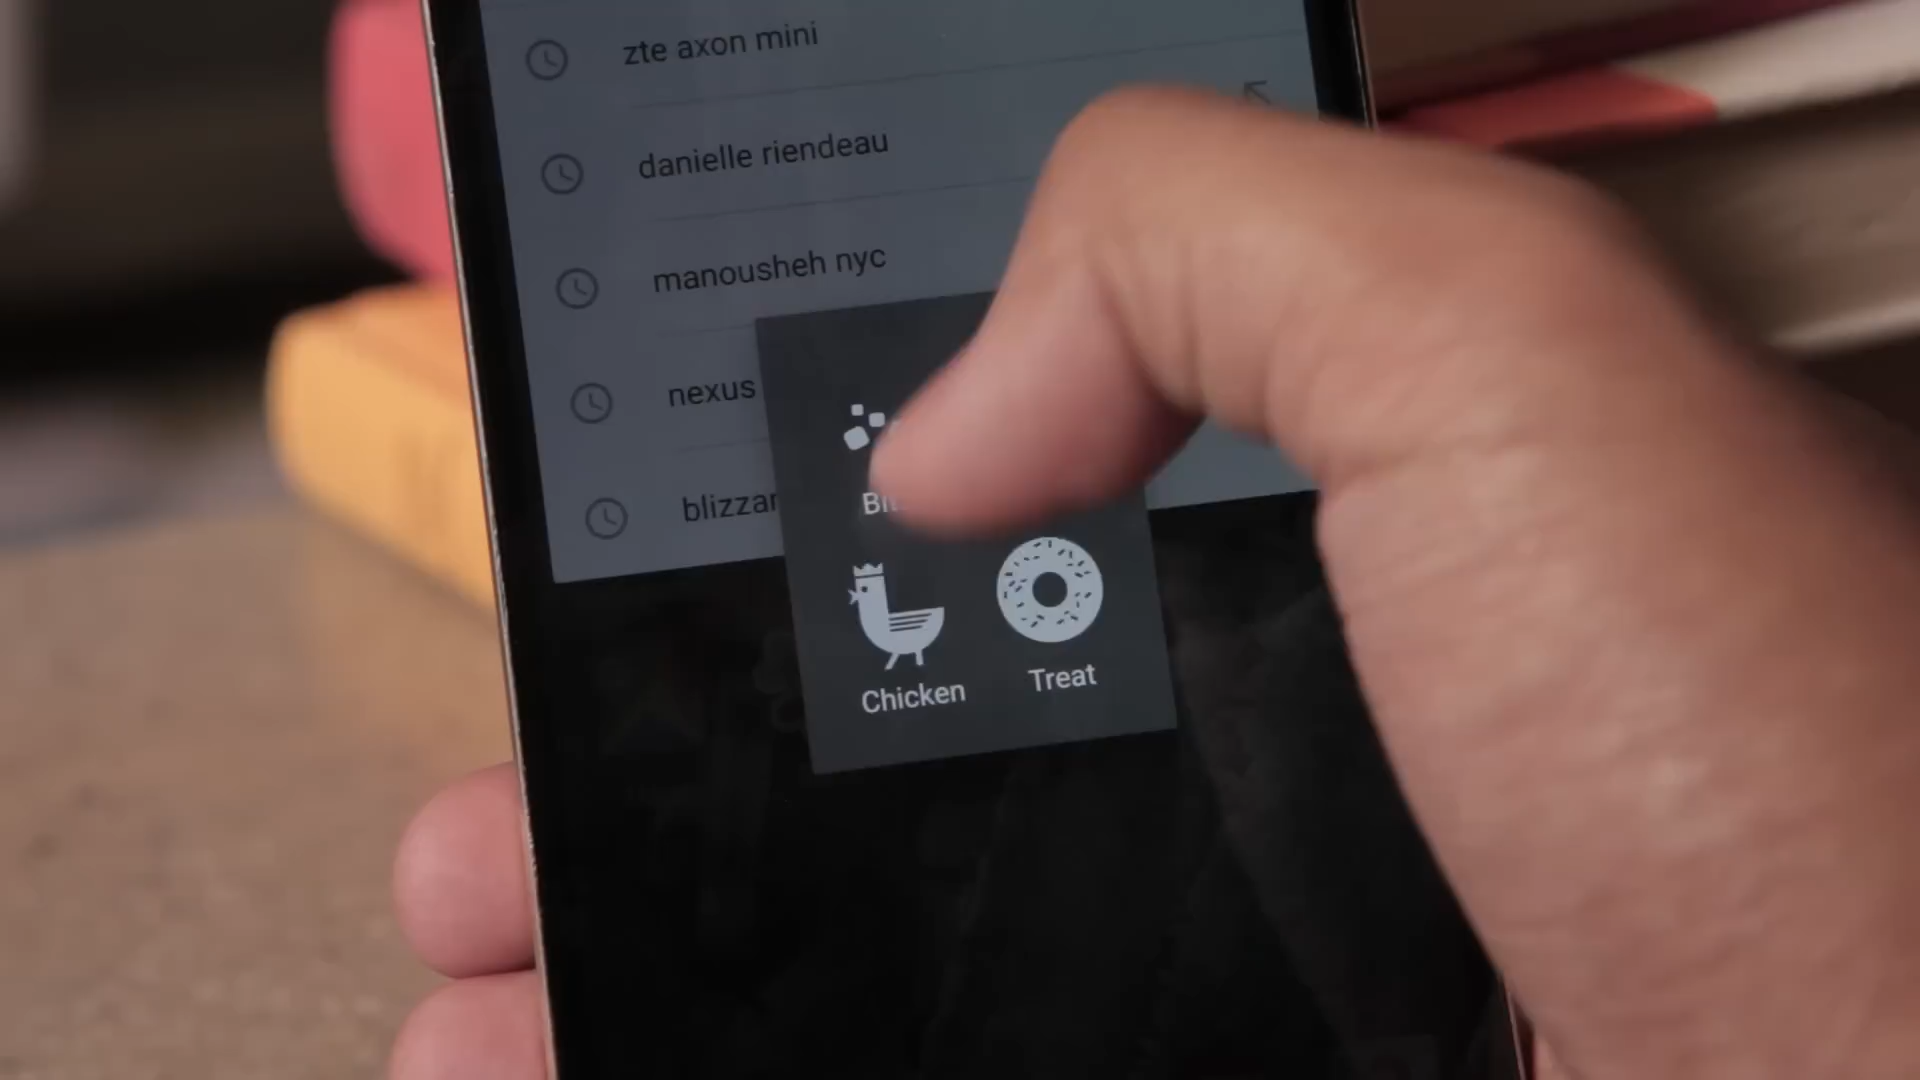 zte axon mini
danielle riendeau
manousheh nyc
nexus
Chicken
Treat